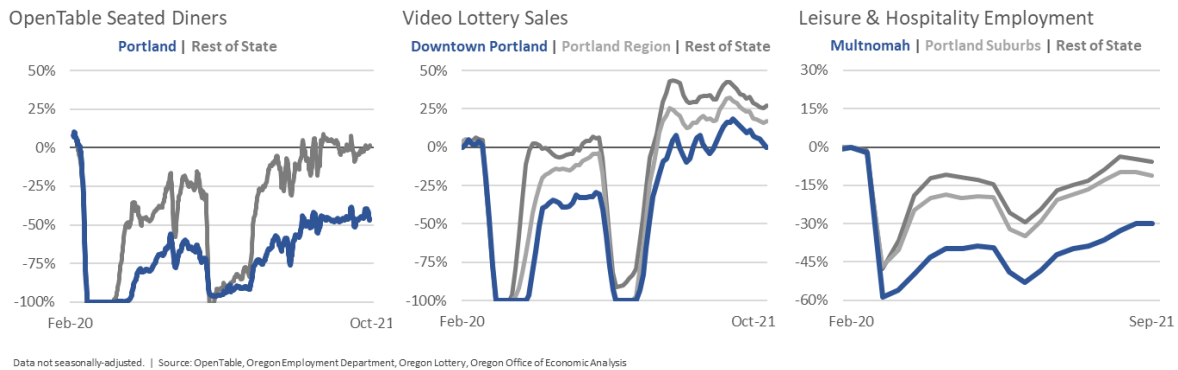 OpenTable Seated Diners
Portland | Rest of State
50%
25%
0%
-25%
-50%
-75%
-100%
Feb-20
Oct-21
Video Lottery Sales
Downtown Portland | Portland Region | Rest of State
50%
25%
0%
-25%
-50%
-75%
-100%
Feb-20
Oct-21
Leisure & Hospitality Employment
Multnomah | Portland Suburbs | Rest of State
30%
15%
0%
-15%
-30%
-45%
-60%
Feb-20
Sep-21
Data not seasonally-adjusted. | Source: OpenTable, Oregon Employment Department, Oregon Lottery, Oregon Office of Economic Analysis